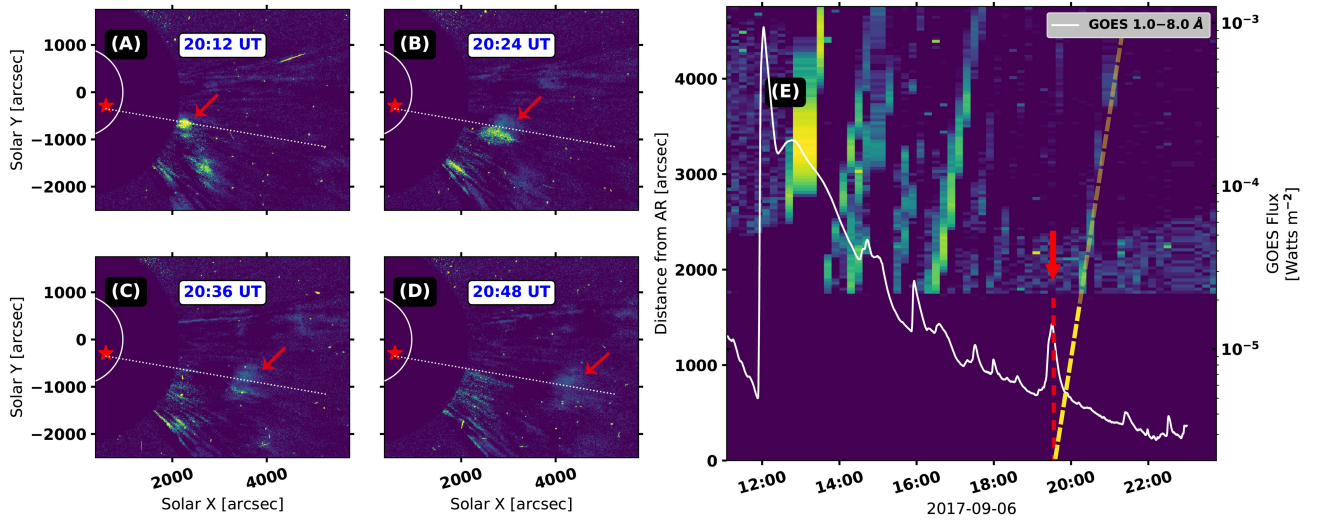 (A)
20:12 UT
(B)
20:24 UT
Solar Y [arcsec]
1000
0
−1000
−2000
(C)
20:36 UT
(D)
20:48 UT
Solar Y [arcsec]
1000
0
−1000
−2000
2000
4000
2000
4000
Solar X [arcsec]
Solar X [arcsec]
GOES 1.0−8.0 Å
(E)
Distance from AR [arcsec]
4000
3000
2000
1000
0
10⁻³
10⁻⁴
10⁻⁵
GOES Flux
[Watts m⁻²]
12:00
14:00
16:00
18:00
20:00
22:00
2017-09-06